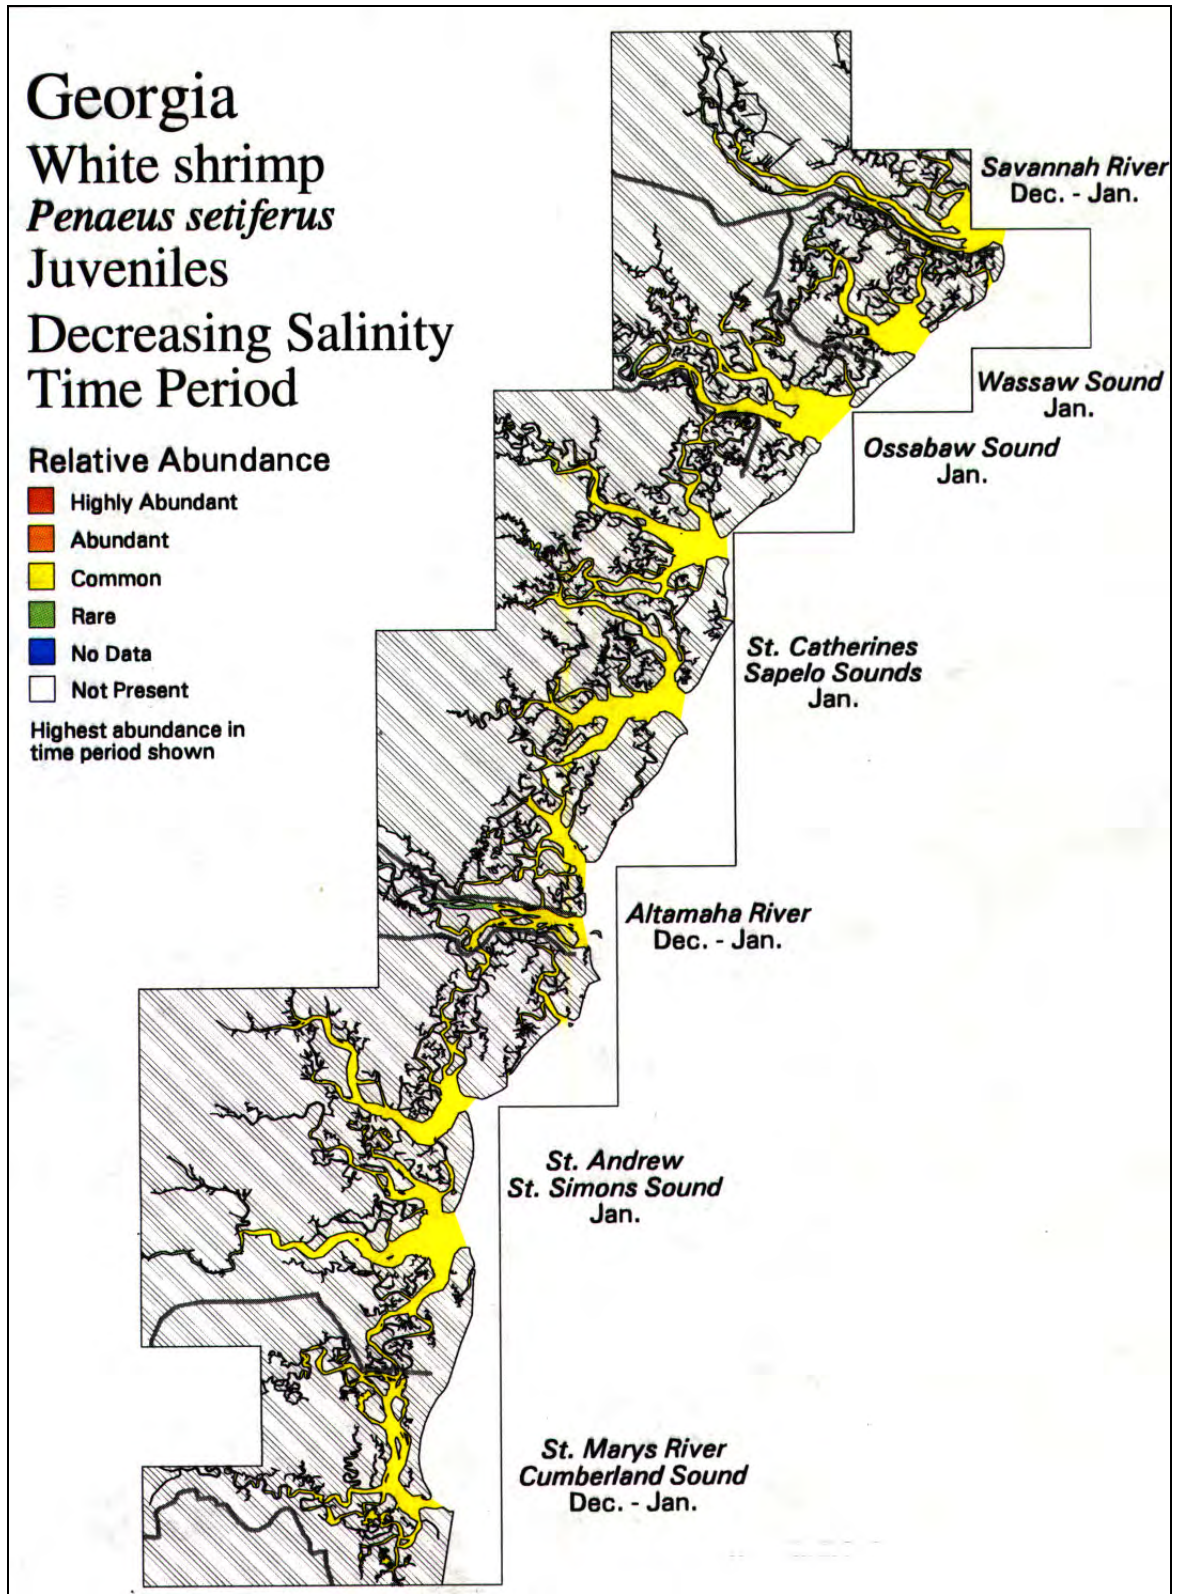 Georgia
White shrimp
Penaeus setiferus
Juveniles
Decreasing Salinity
Time Period
Relative Abundance
Highly Abundant
Abundant
Common
Rare
No Data
Not Present
Highest abundance in
time period shown
Savannah River
Dec. - Jan.
Wassaw Sound
Jan.
Ossabaw Sound
Jan.
St. Catherines
Sapelo Sounds
Jan.
Altamaha River
Dec. - Jan.
St. Andrew
St. Simons Sound
Jan.
St. Marys River
Cumberland Sound
Dec. - Jan.